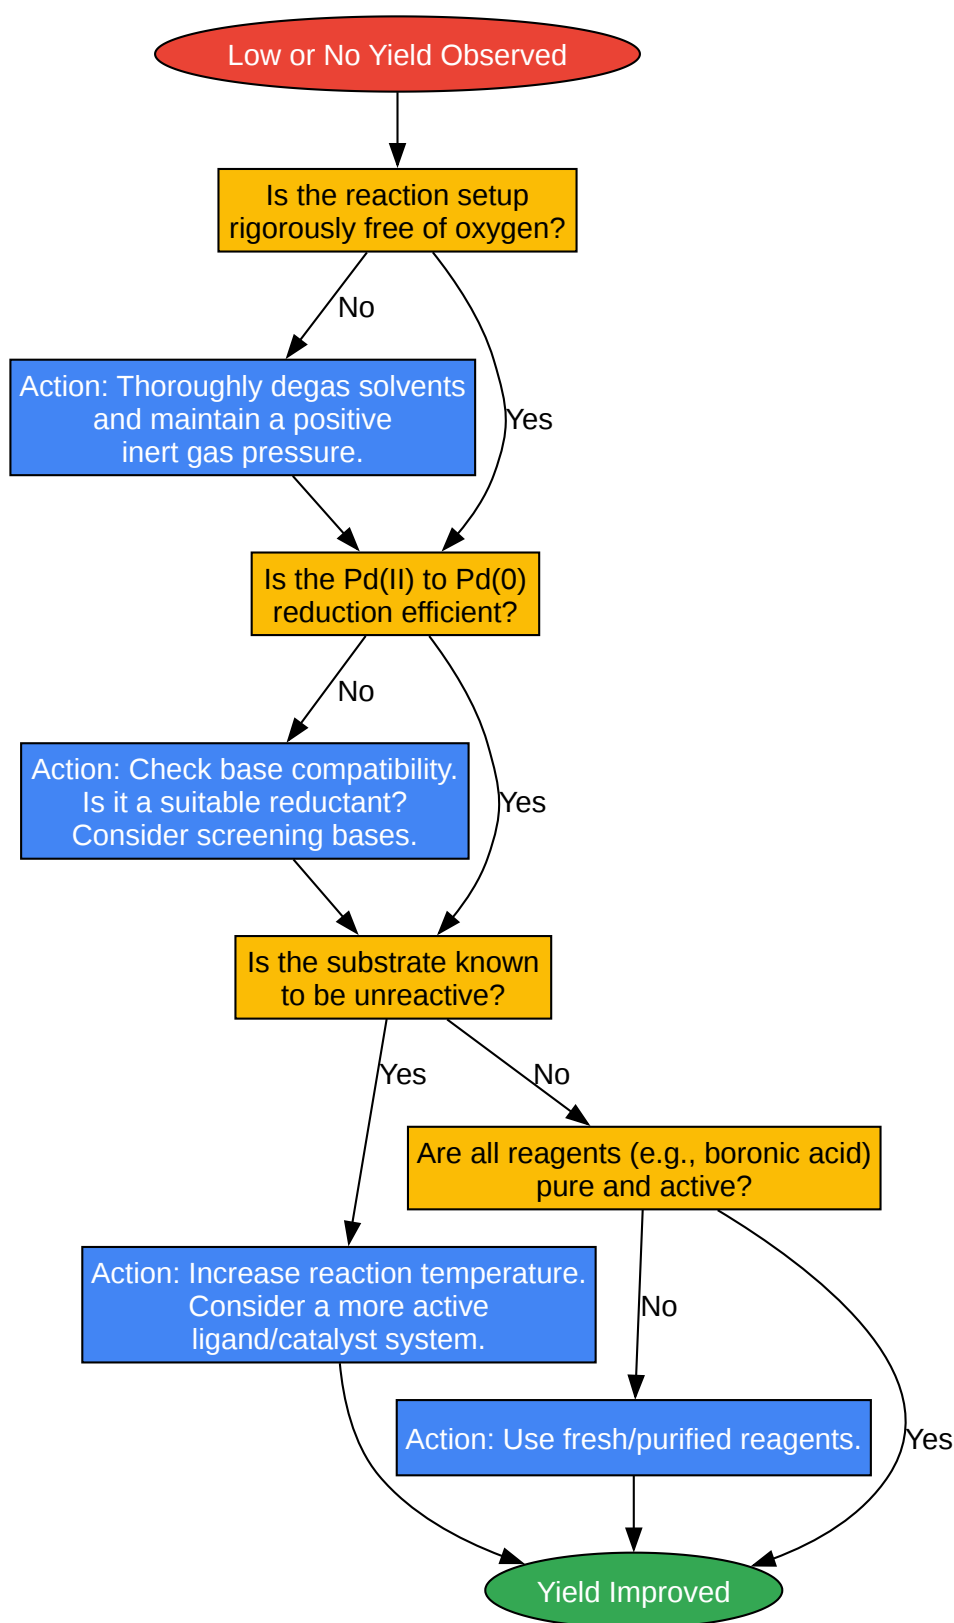 Low or No Yield Observed
Is the reaction setup
rigorously free of oxygen?
No
Action: Thoroughly degas solvents
and maintain a positive
inert gas pressure.
Yes
Is the Pd(II) to Pd(0)
reduction efficient?
No
Action: Check base compatibility.
Is it a suitable reductant?
Consider screening bases.
Yes
Is the substrate known
to be unreactive?
Yes
No
Are all reagents (e.g., boronic acid)
pure and active?
Action: Increase reaction temperature.
Consider a more active
ligand/catalyst system.
No
Action: Use fresh/purified reagents.
Yes
Yield Improved